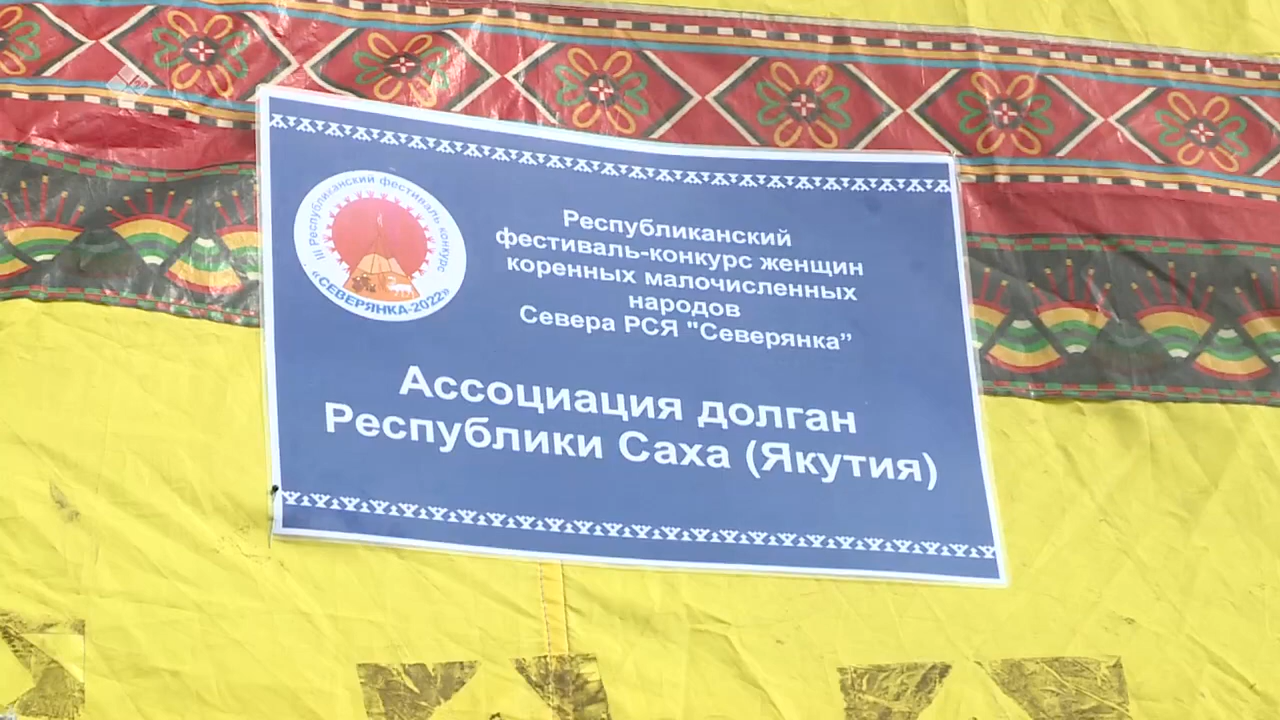 III Республиканский фестиваль конкурс
«СЕВЕРЯНКА-2022»
Республиканский
фестиваль-конкурс женщин
коренных малочисленных
народов
Севера РСЯ "Северянка”
Ассоциация долган
Республики Саха (Якутия)